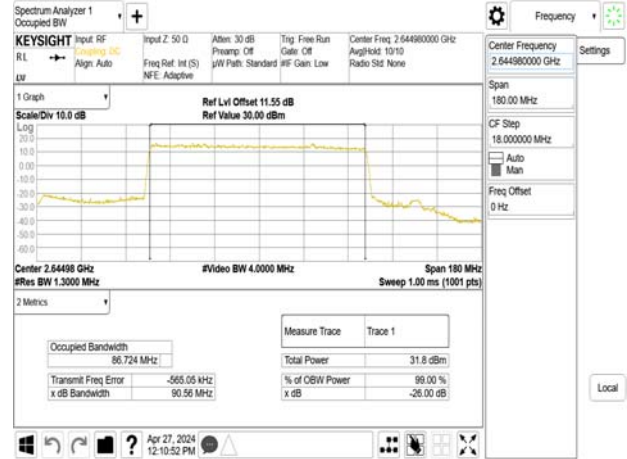 Spectrum Analyzer 1
Occupied BW
Frequency
KEYSIGHT
RL
Input: RF
Coupling: DC
Align: Auto
Input Z: 50 Ω
Freq Ref: Int (S)
NFE: Adaptive
Atten: 30 dB
Preamp: Off
µW Path: Standard
Trig: Free Run
Gate: Off
#IF Gain: Low
Center Freq: 2.644980000 GHz
Avg|Hold: 10/10
Radio Std: None
Center Frequency
2.644980000 GHz
Settings
Span
180.00 MHz
CF Step
18.000000 MHz
Auto
Man
Freq Offset
0 Hz
Local
1 Graph
Scale/Div 10.0 dB
Ref Lvl Offset 11.55 dB
Ref Value 30.00 dBm
Log
20.0
10.0
0.00
-10.0
-20.0
-30.0
-40.0
-50.0
-60.0
Center 2.64498 GHz
#Video BW 4.0000 MHz
Span 180 MHz
#Res BW 1.3000 MHz
Sweep 1.00 ms (1001 pts)
2 Metrics
Measure Trace Trace 1
Occupied Bandwidth
86.724 MHz
Total Power 31.8 dBm
Transmit Freq Error -565.05 kHz
% of OBW Power 99.00 %
x dB Bandwidth 90.56 MHz
x dB -26.00 dB
?
Apr 27, 2024
12:10:52 PM